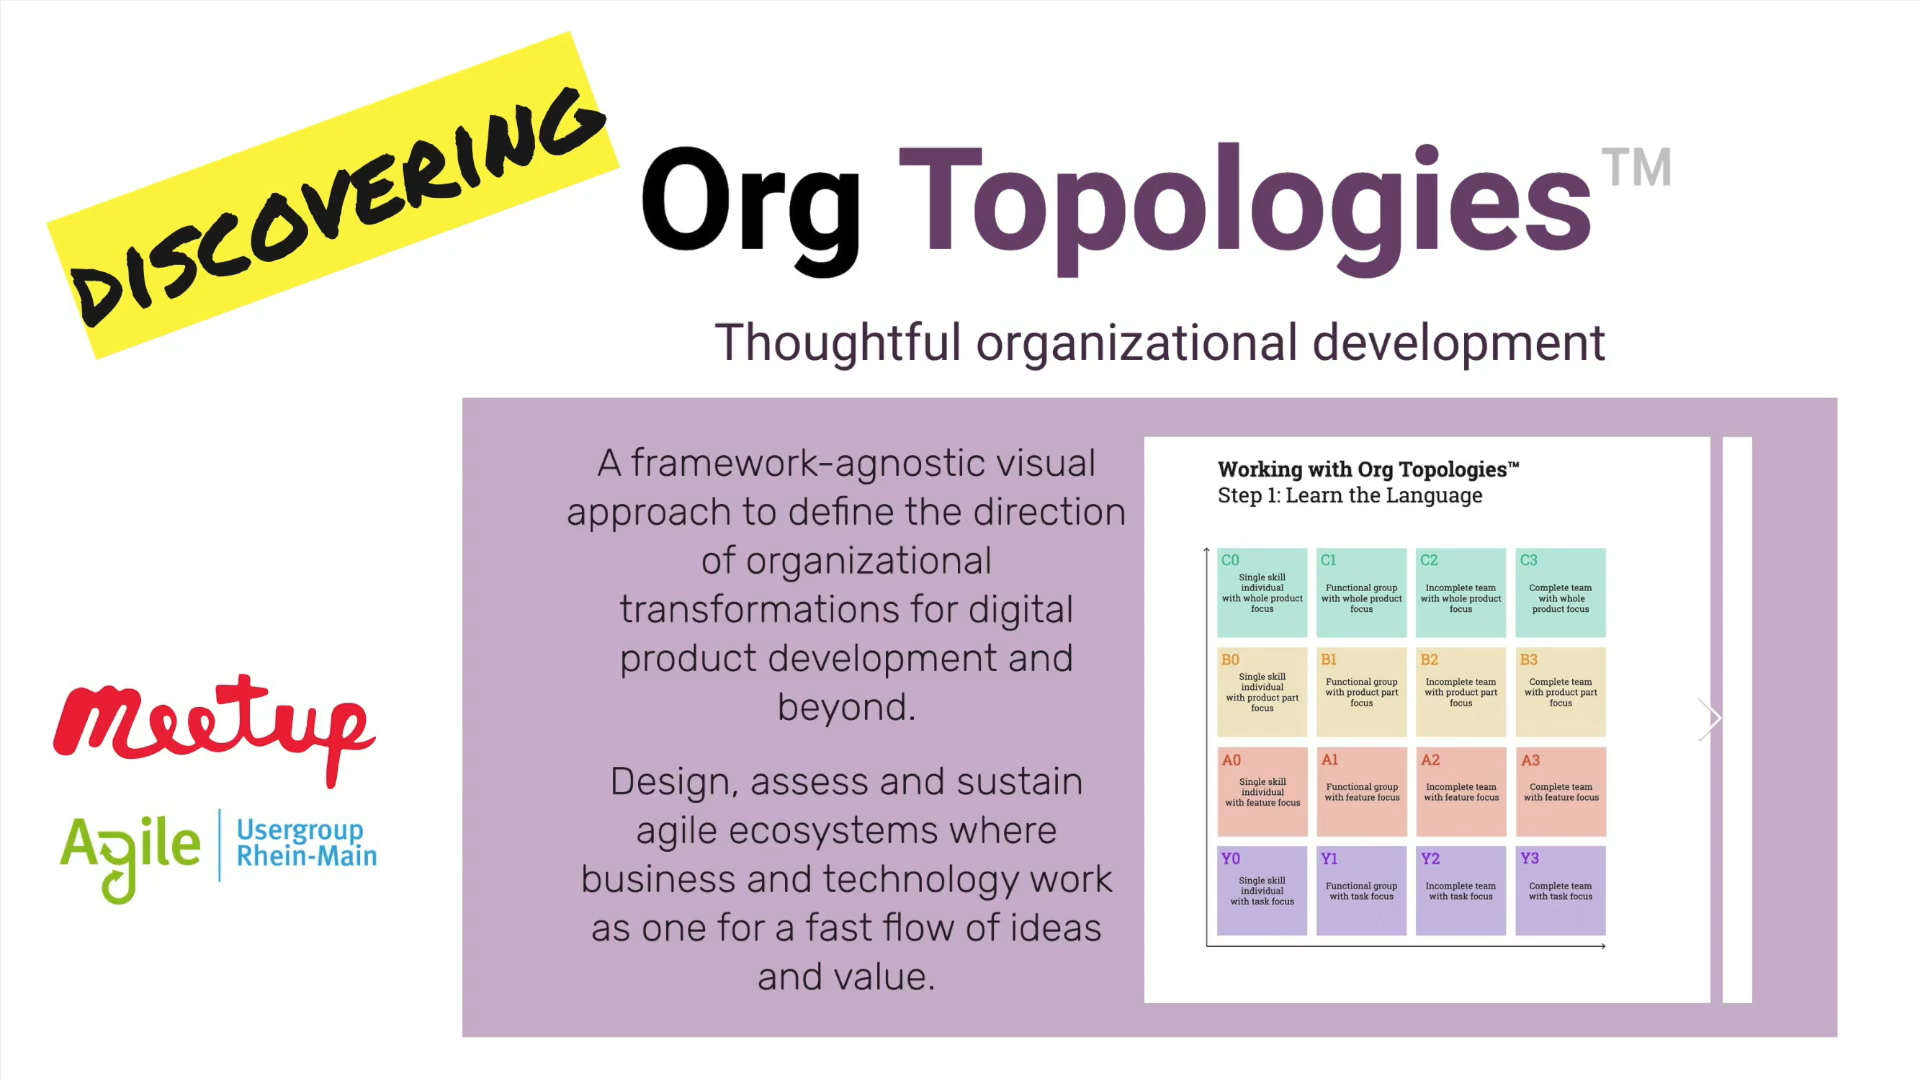 DISCOVERING
Org Topologies™
Thoughtful organizational development
A framework-agnostic visual
approach to define the direction
of organizational
transformations for digital
product development and
beyond.
Design, assess and sustain
agile ecosystems where
business and technology work
as one for a fast flow of ideas
and value.
Working with Org Topologies™
Step 1: Learn the Language
C0
Single skill
individual
with whole product
focus
C1
Functional group
with whole product
focus
C2
Incomplete team
with whole product
focus
C3
Complete team
with whole
product focus
B0
Single skill
individual
with product part
focus
B1
Functional group
with product part
focus
B2
Incomplete team
with product part
focus
B3
Complete team
with product part
focus
A0
Single skill
individual
with feature focus
A1
Functional group
with feature focus
A2
Incomplete team
with feature focus
A3
Complete team
with feature focus
Y0
Single skill
individual
with task focus
Y1
Functional group
with task focus
Y2
Incomplete team
with task focus
Y3
Complete team
with task focus
meetup
Agile
Usergroup
Rhein-Main